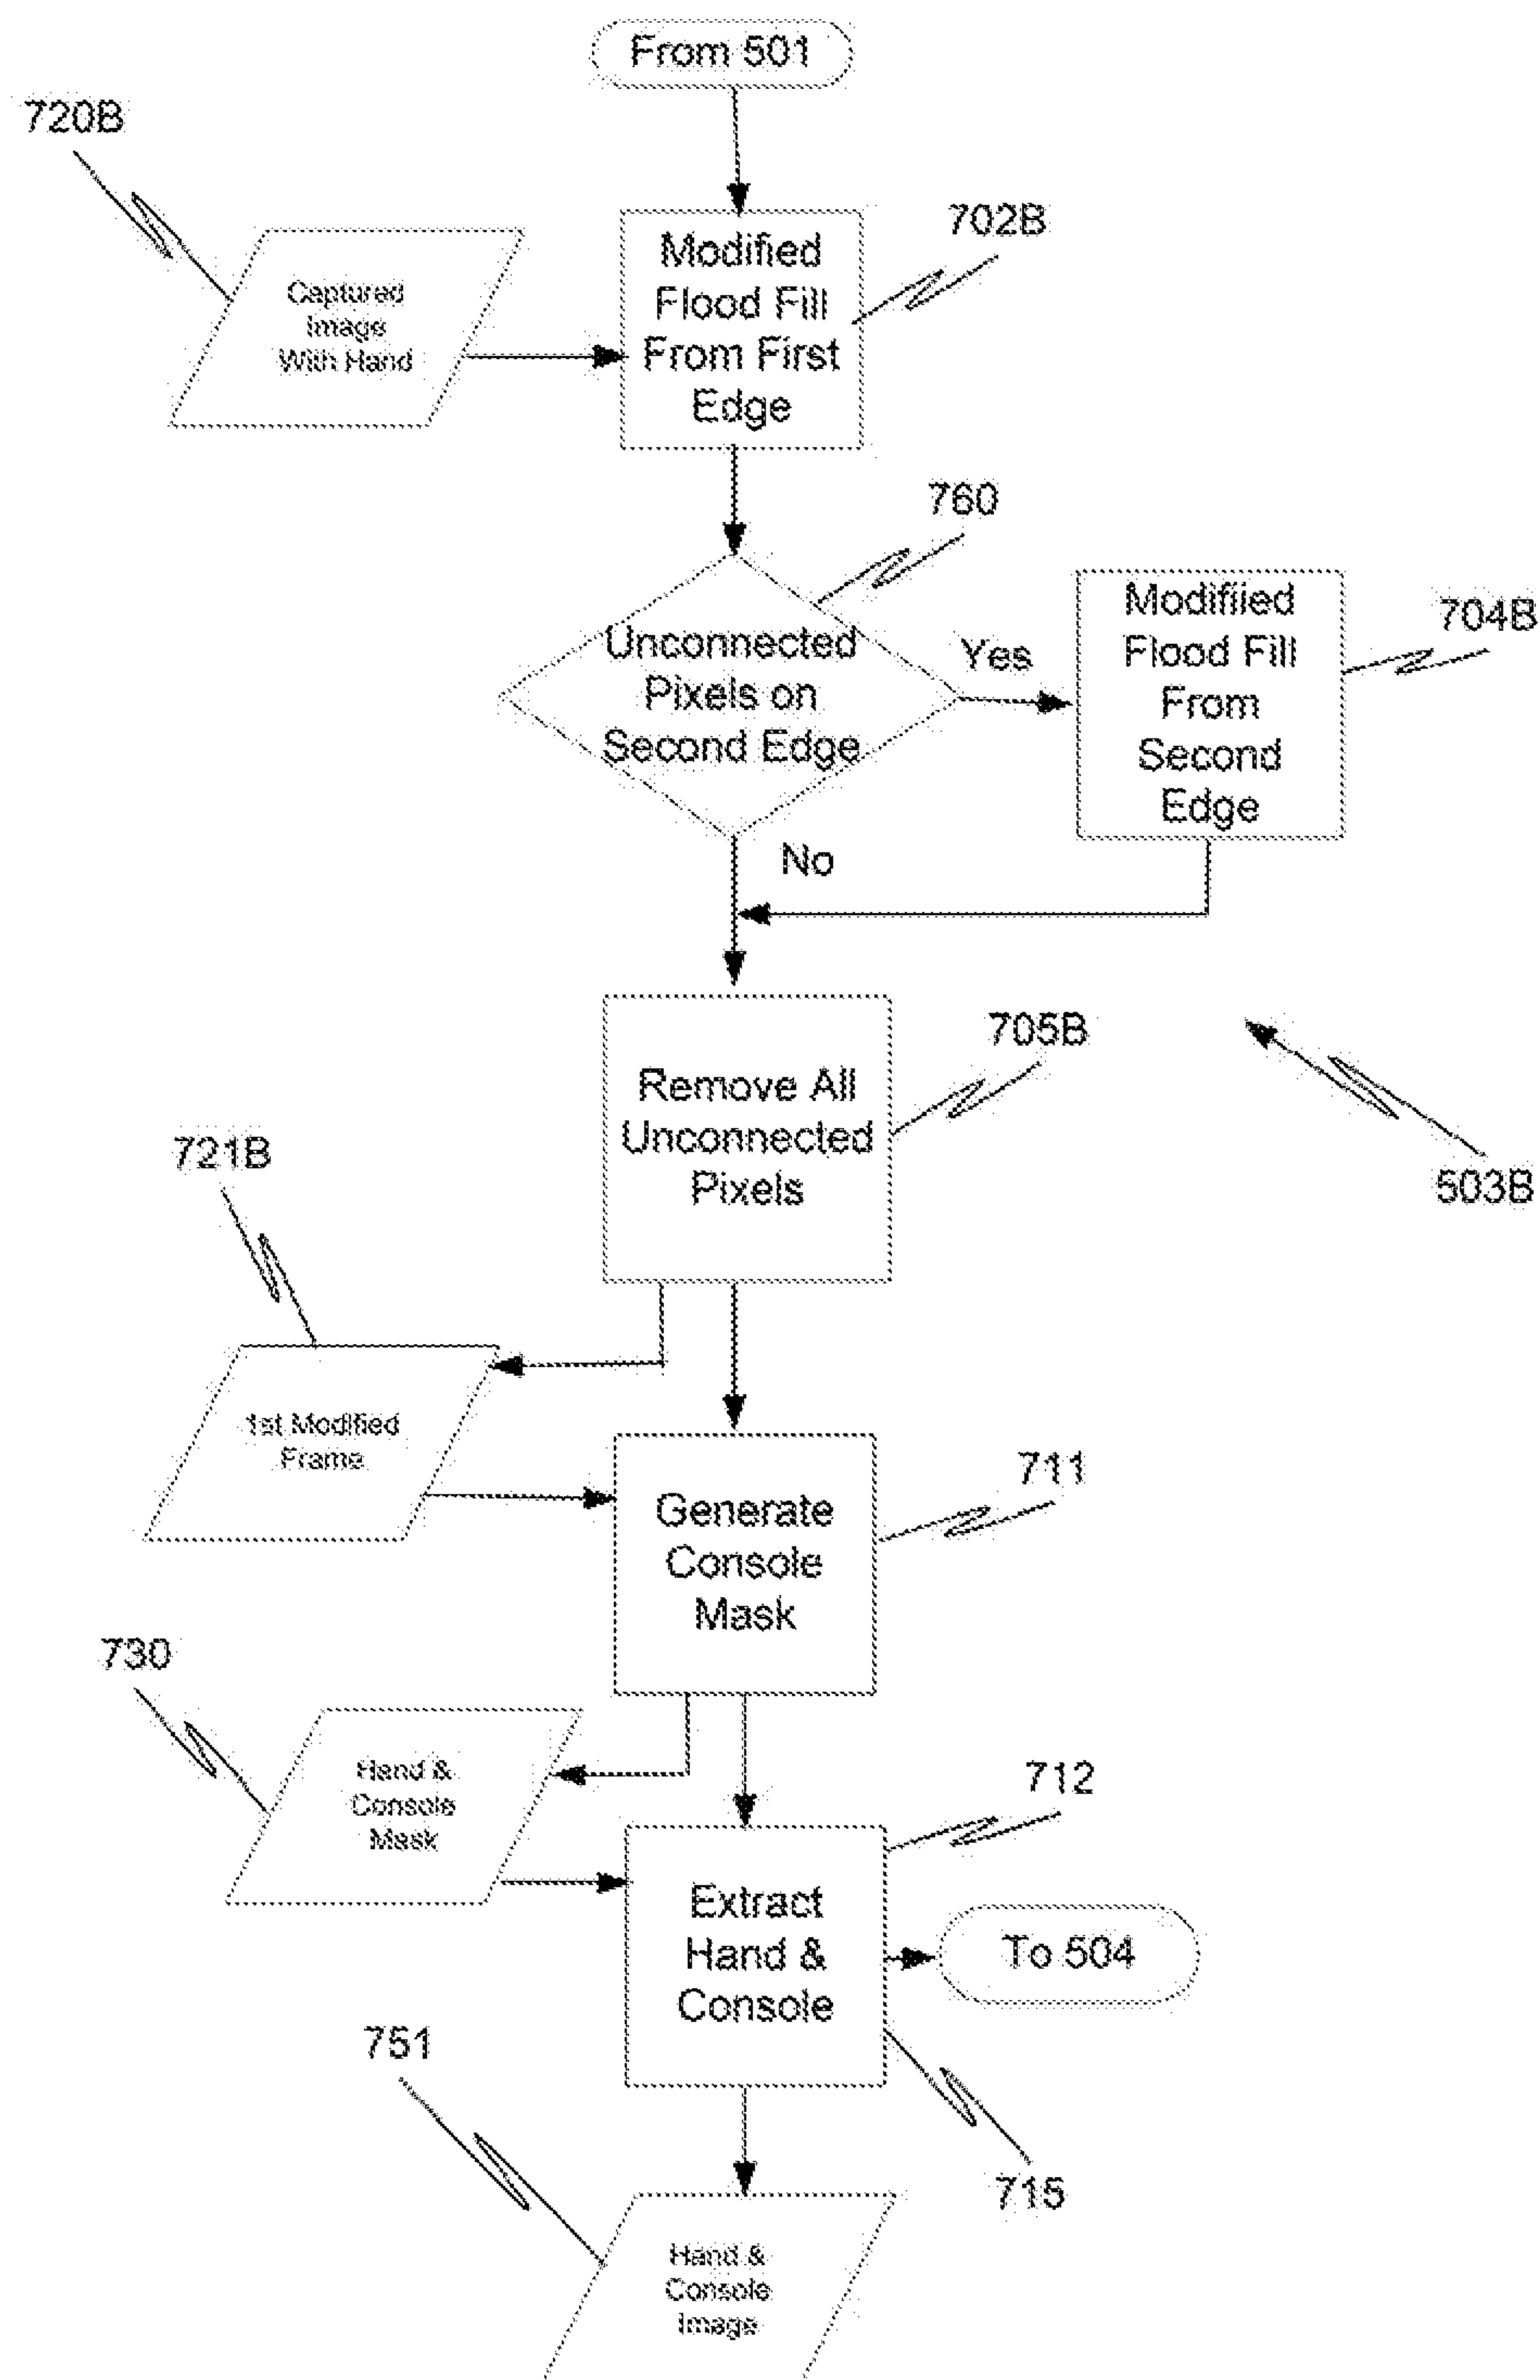 From 501
720B
Captured
Image
With Hand
Modified
Flood Fill
From First
Edge
702B
760
Unconnected
Pixels on
Second Edge
Yes
No
Modifiied
Flood Fill
From
Second
Edge
704B
Remove All
Unconnected
Pixels
705B
503B
721B
1st Modified
Frame
Generate
Console
Mask
711
730
Hand &
Console
Mask
712
Extract
Hand &
Console
To 504
715
751
Hand &
Console
Image